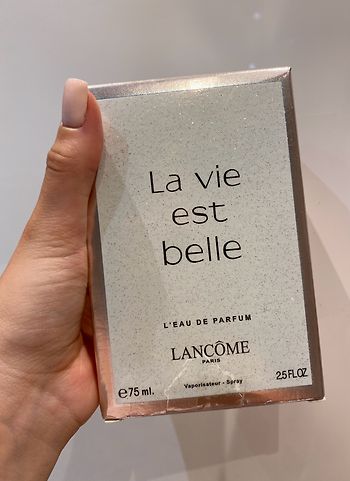 La vie
est
belle
L'EAU DE PARFUM
LANCÔME
PARIS
℮75 ml.
Vaporisateur - Spray
2.5 FL.OZ